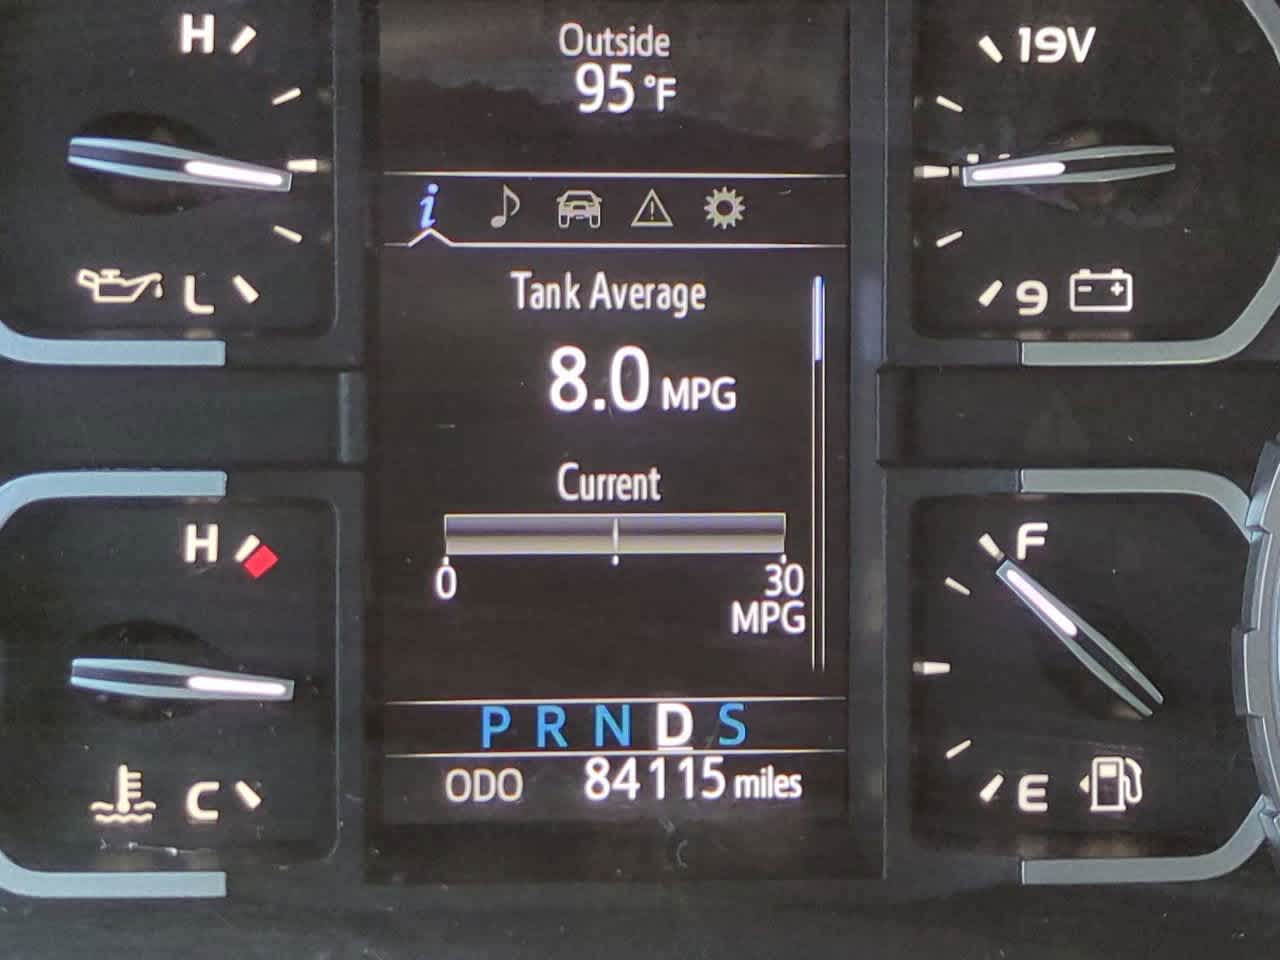 H
Outside
95 °F
19V
i
Tank Average
L
9
8.0 MPG
Current
H
F
0
30
MPG
P R N D S
C
ODO 84115 miles
E